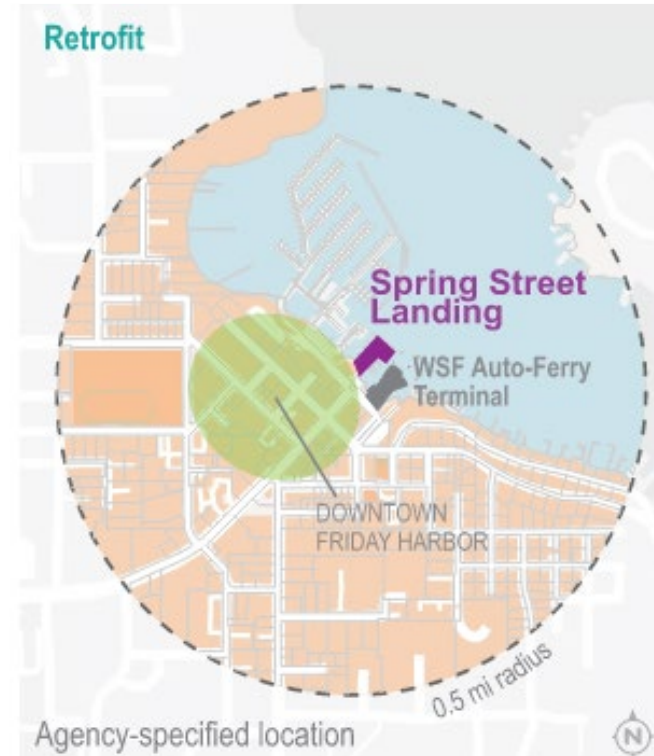 Retrofit
Spring Street
Landing
WSF Auto-Ferry
Terminal
DOWNTOWN
FRIDAY HARBOR
0.5 mi radius
Agency-specified location
N